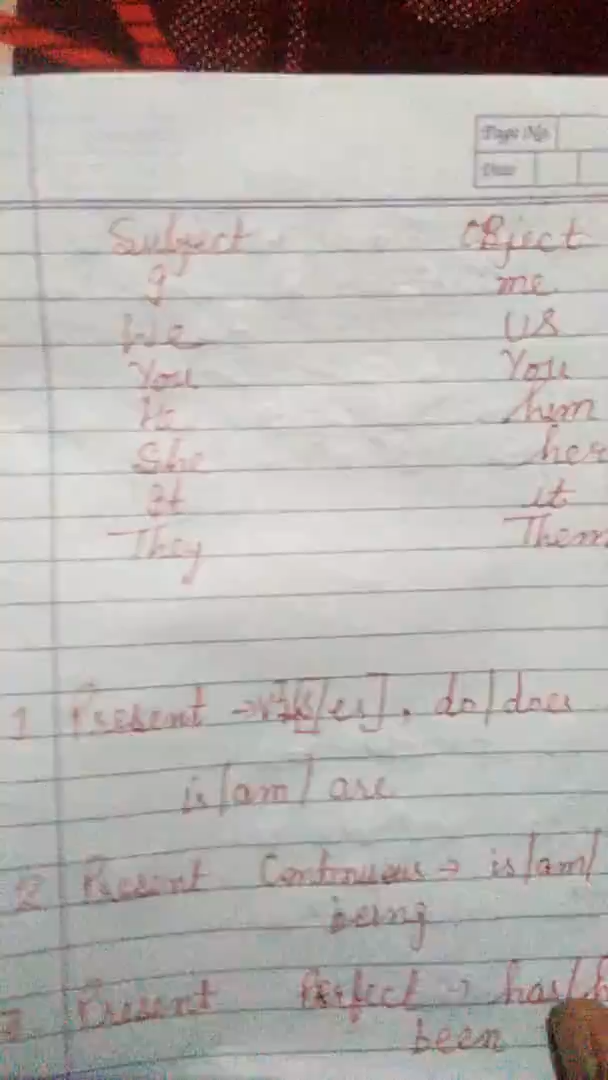 Page No.
Date
Subject Object
I me
We us
You You
He him
She her
It it
They Them
1 Present → [s/es]. do/does
is/am/are
2 Present Continuous → is/am/
being
3 Present Perfect → has/h
been